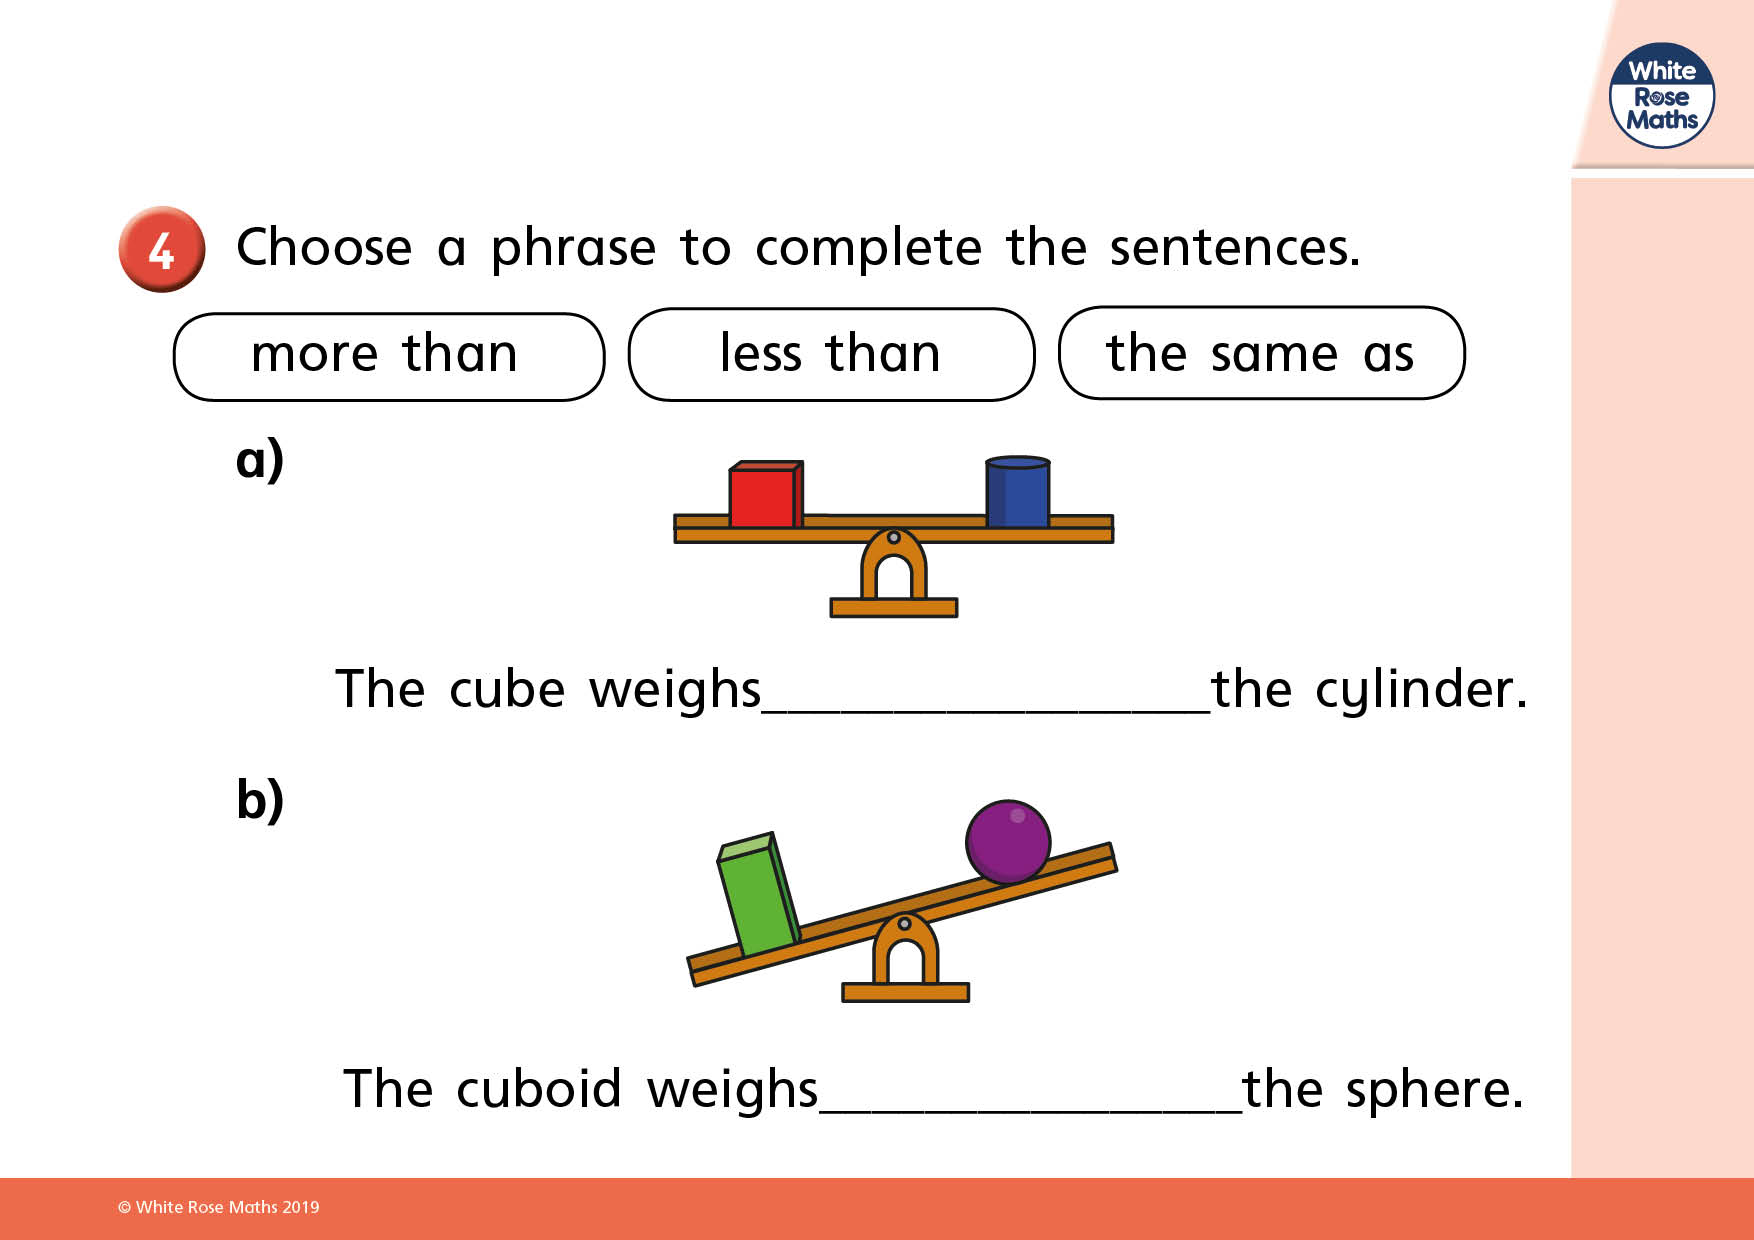 White
Rose
Maths
4 Choose a phrase to complete the sentences.
more than less than the same as
a)
The cube weighs_________________the cylinder.
b)
The cuboid weighs________________the sphere.
© White Rose Maths 2019